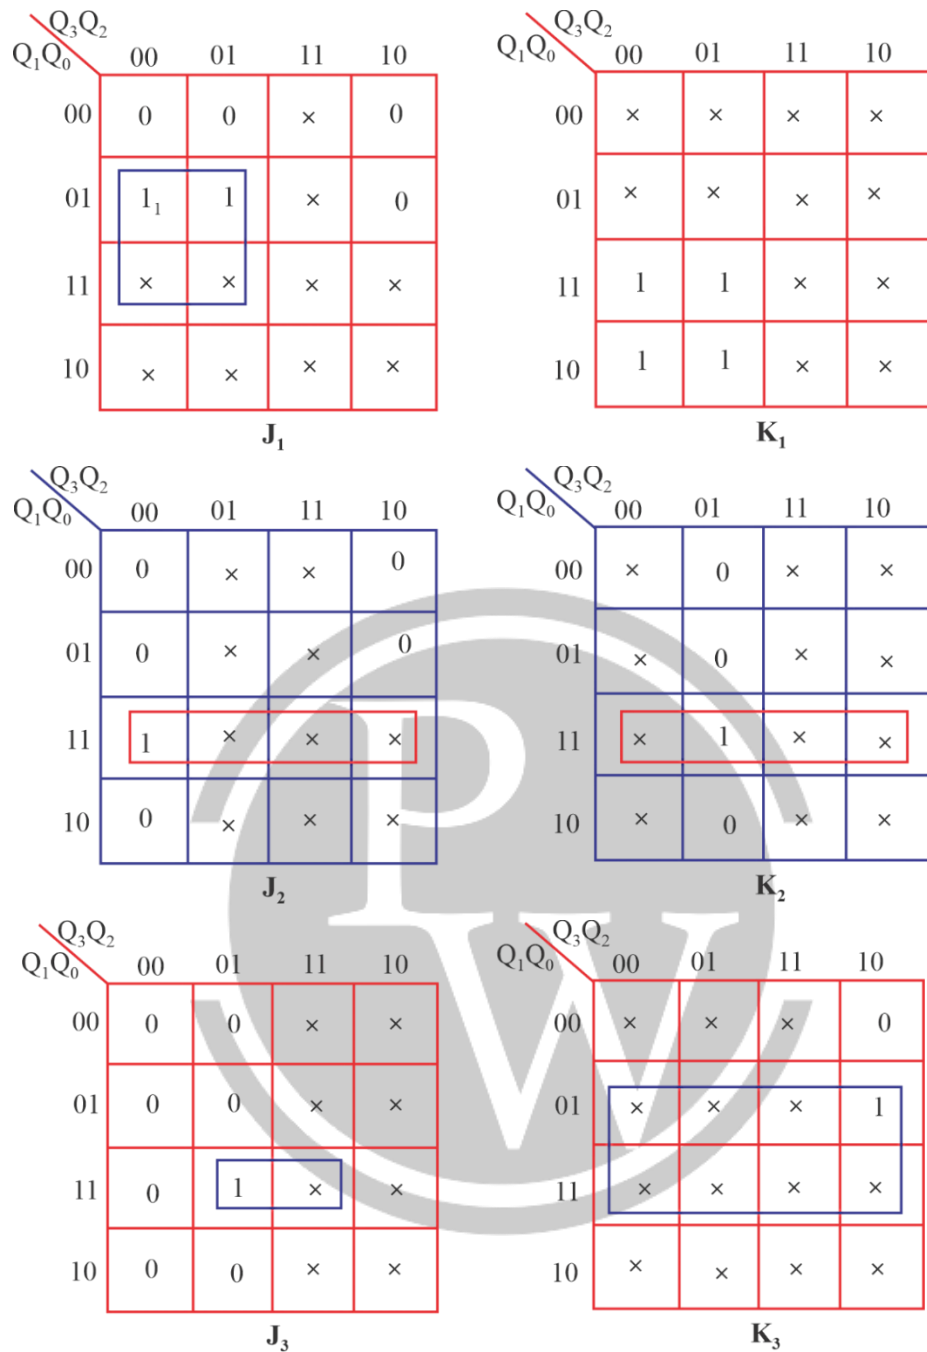 Q₃Q₂ Q₃Q₂
Q₁Q₀ 00 01 11 10 Q₁Q₀ 00 01 11 10
00 0 0 × 0 00 × × × ×
01 1₁ 1 × 0 01 × × × ×
11 × × × × 11 1 1 × ×
10 × × × × 10 1 1 × ×
J₁ K₁
Q₃Q₂ Q₃Q₂
Q₁Q₀ 00 01 11 10 Q₁Q₀ 00 01 11 10
00 0 × × 0 00 × 0 × ×
01 0 × × 0 01 × 0 × ×
11 1 × × × 11 × 1 × ×
10 0 × × × 10 × 0 × ×
J₂ K₂
Q₃Q₂ Q₃Q₂
Q₁Q₀ 00 01 11 10 Q₁Q₀ 00 01 11 10
00 0 0 × × 00 × × × 0
01 0 0 × × 01 × × × 1
11 0 1 × × 11 × × × ×
10 0 0 × × 10 × × × ×
J₃ K₃
PW